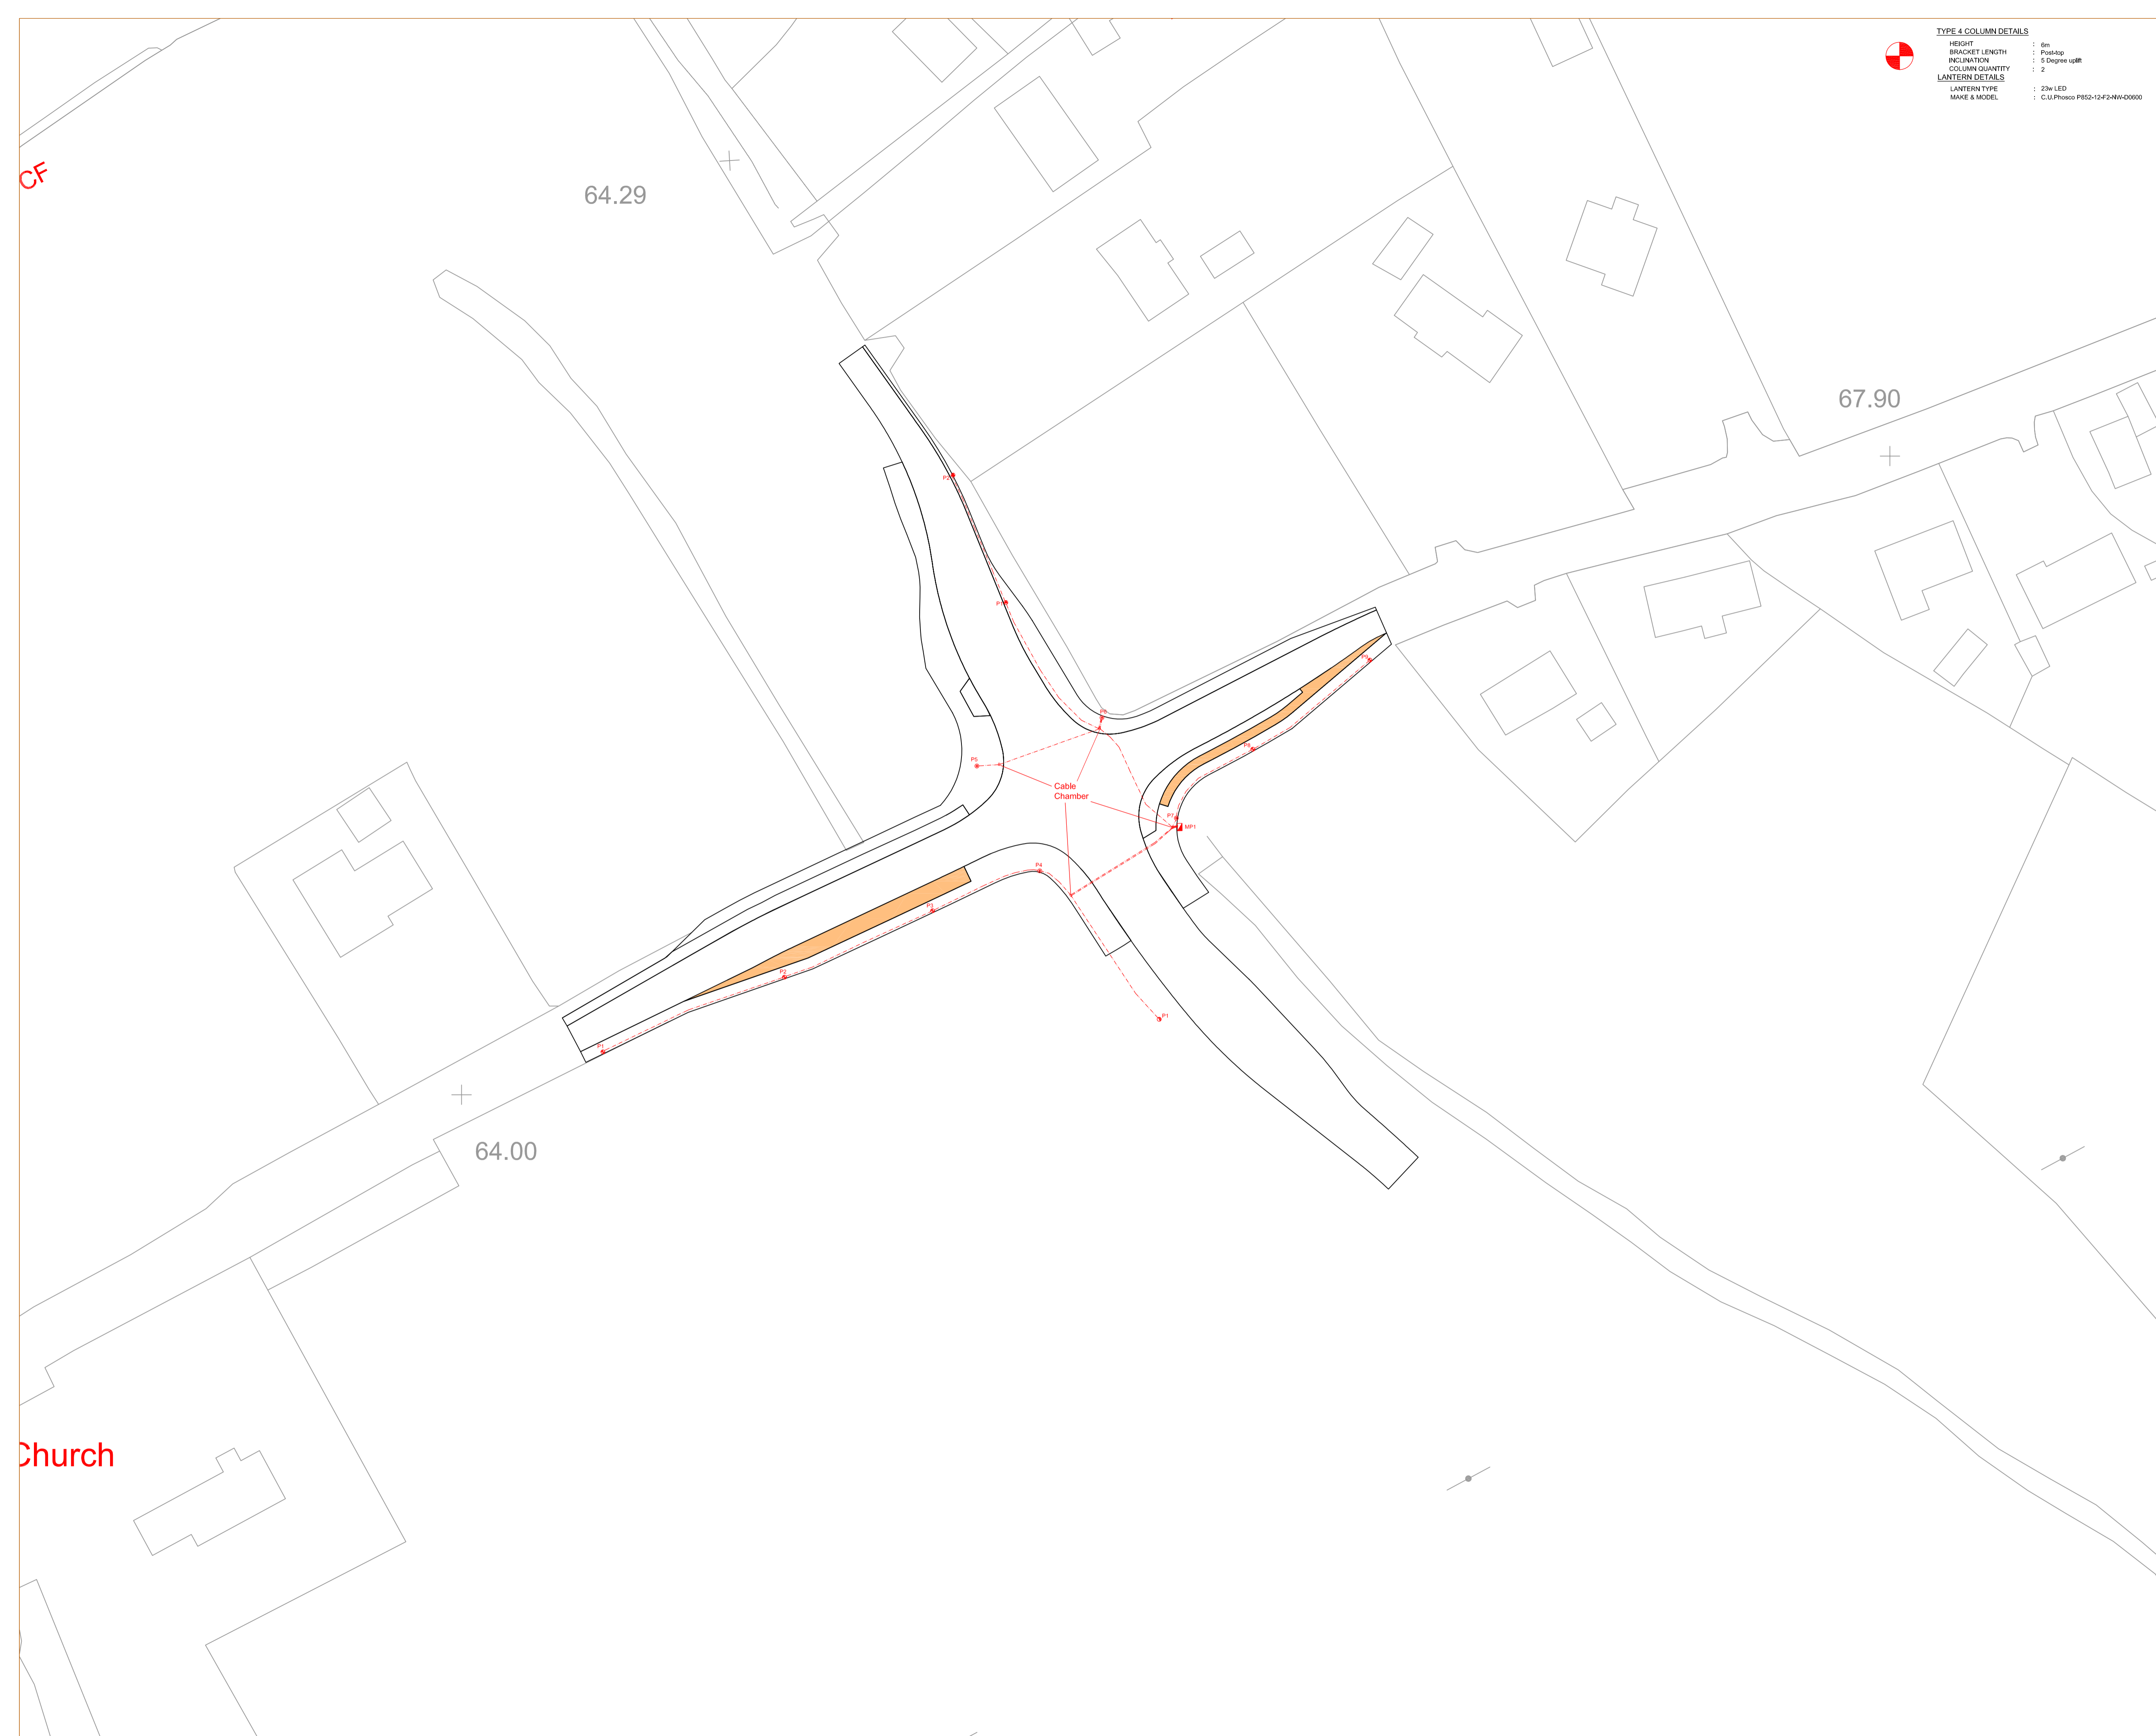 TYPE 4 COLUMN DETAILS
HEIGHT : 6m
BRACKET LENGTH : Post-top
INCLINATION : 5 Degree uplift
COLUMN QUANTITY : 2
LANTERN DETAILS
LANTERN TYPE : 23w LED
MAKE & MODEL : C.U.Phosco P852-12-F2-NW-D0600
CF
64.29
67.90
P2
P1
P9
P6
P8
P5
Cable
Chamber
P7
MP1
P4
P3
P2
P1
P1
64.00
Church